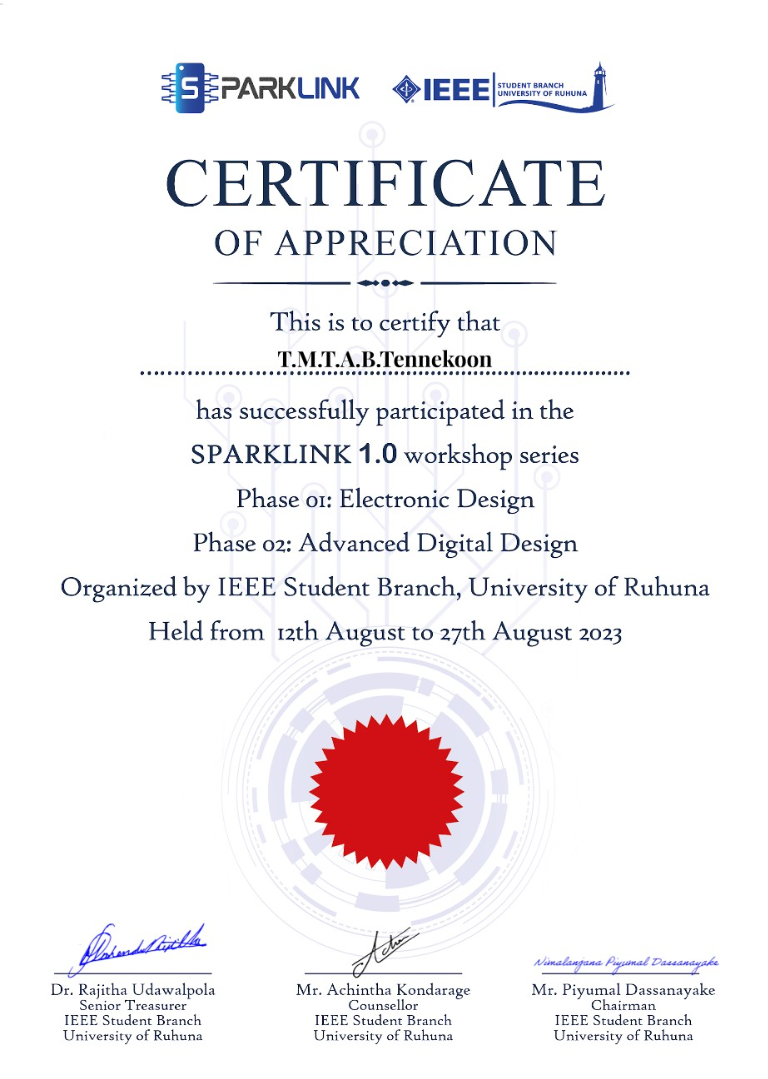 SPARKLINK
IEEE STUDENT BRANCH
UNIVERSITY OF RUHUNA
CERTIFICATE
OF APPRECIATION
This is to certify that
T.M.T.A.B.Tennekoon
has successfully participated in the
SPARKLINK 1.0 workshop series
Phase 01: Electronic Design
Phase 02: Advanced Digital Design
Organized by IEEE Student Branch, University of Ruhuna
Held from 12th August to 27th August 2023
Nimalangana Piyumal Dassanayake
Dr. Rajitha Udawalpola
Senior Treasurer
IEEE Student Branch
University of Ruhuna
Mr. Achintha Kondarage
Counsellor
IEEE Student Branch
University of Ruhuna
Mr. Piyumal Dassanayake
Chairman
IEEE Student Branch
University of Ruhuna